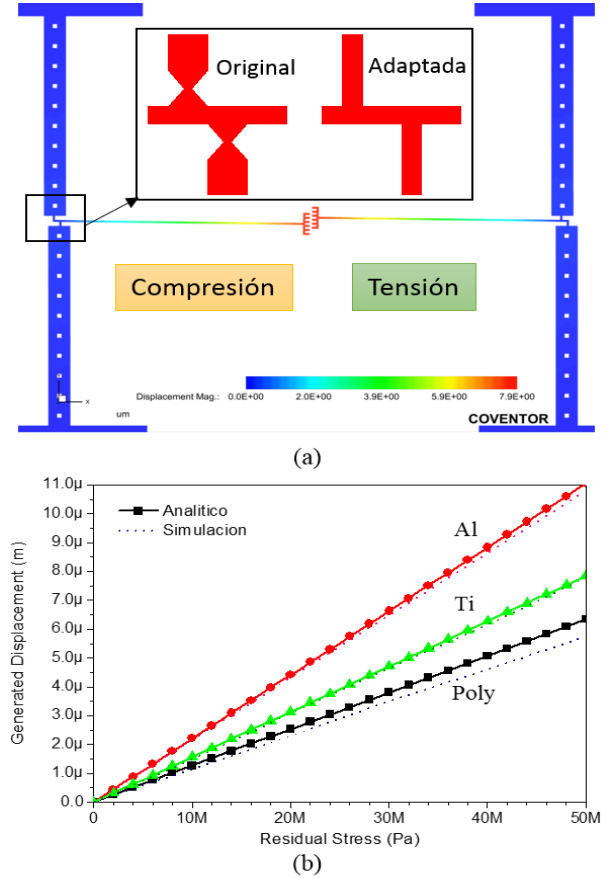 Original
Adaptada
Compresión
Tensión
Displacement Mag.:
0.0E+00 2.0E+00 3.9E+00 5.9E+00 7.9E+00
x
um
COVENTOR
(a)
11.0µ
10.0µ
9.0µ
8.0µ
7.0µ
6.0µ
5.0µ
4.0µ
3.0µ
2.0µ
1.0µ
0.0
Generated Displacement (m)
Analitico
Simulacion
Al
Ti
Poly
0 10M 20M 30M 40M 50M
Residual Stress (Pa)
(b)